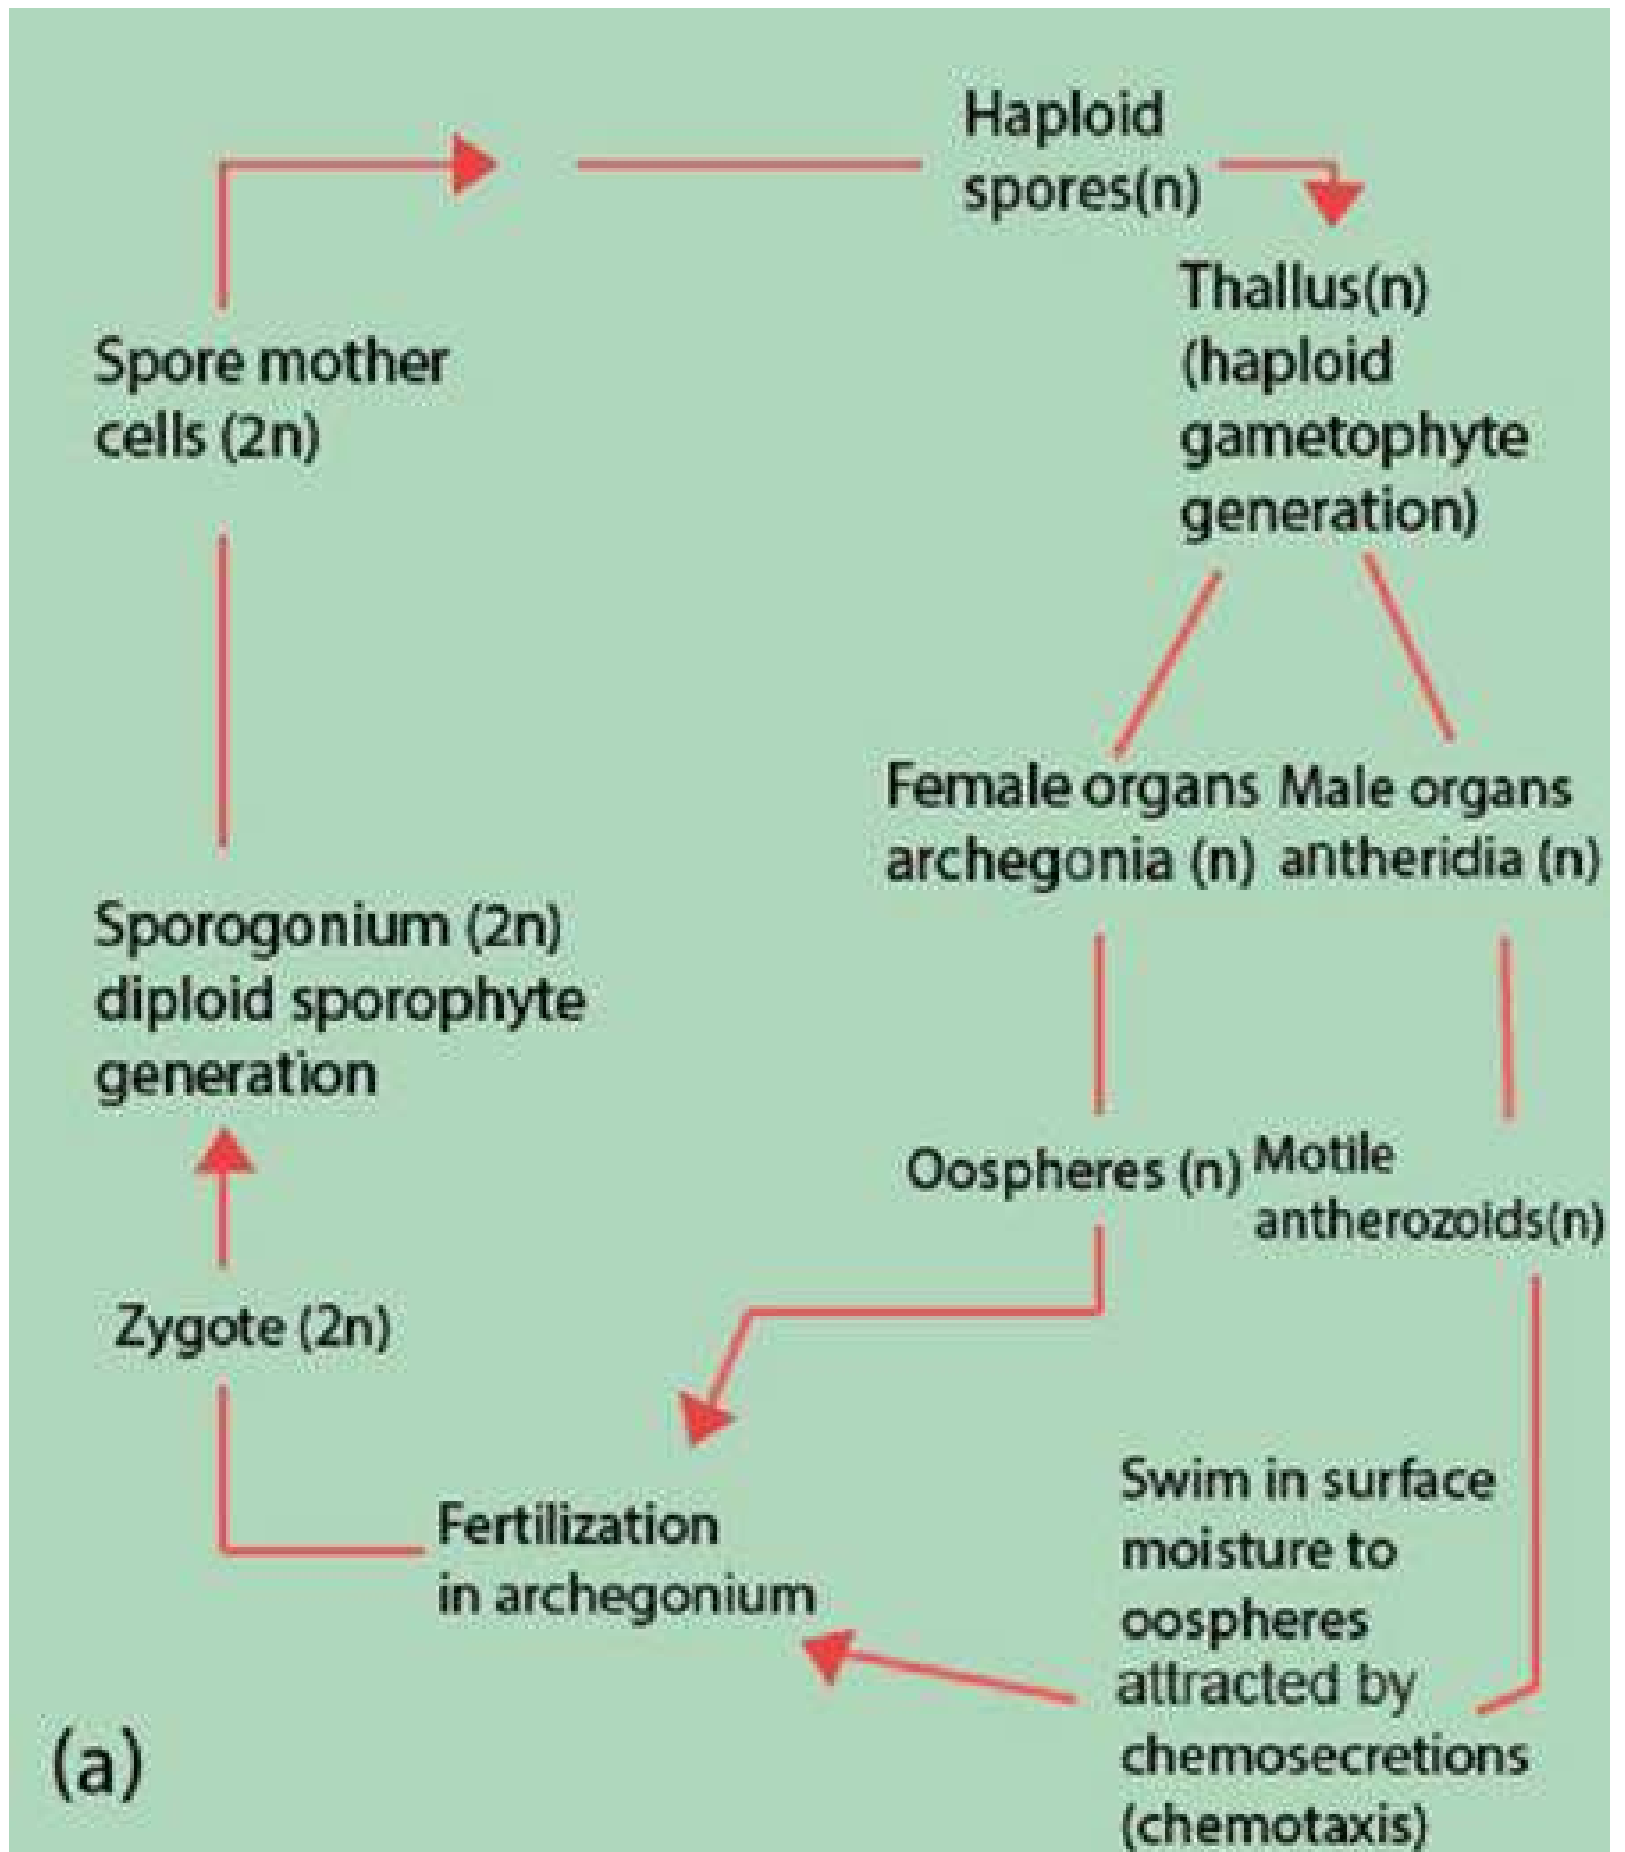 Haploid
spores(n)
Thallus(n)
(haploid
gametophyte
generation)
Spore mother
cells (2n)
Female organs
archegonia (n)
Male organs
antheridia (n)
Sporogonium (2n)
diploid sporophyte
generation
Oospheres (n)
Motile
antherozoids(n)
Zygote (2n)
Fertilization
in archegonium
Swim in surface
moisture to
oospheres
attracted by
chemosecretions
(chemotaxis)
(a)